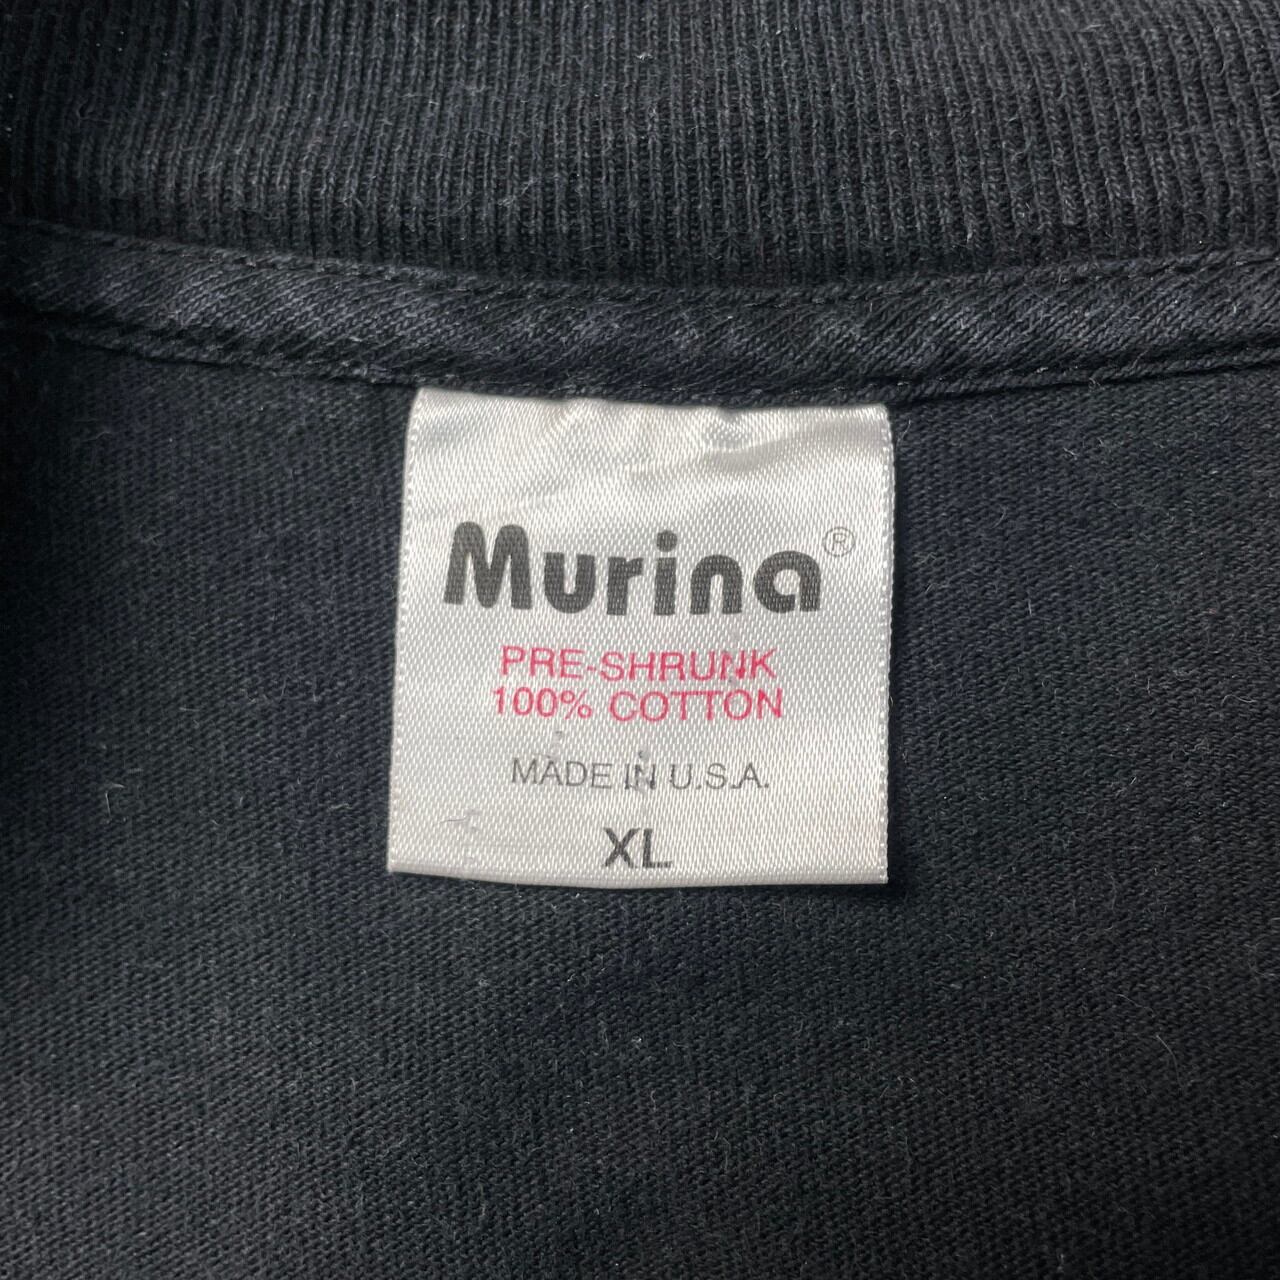 Murina®
PRE-SHRUNK
100% COTTON
MADE IN U.S.A.
XL